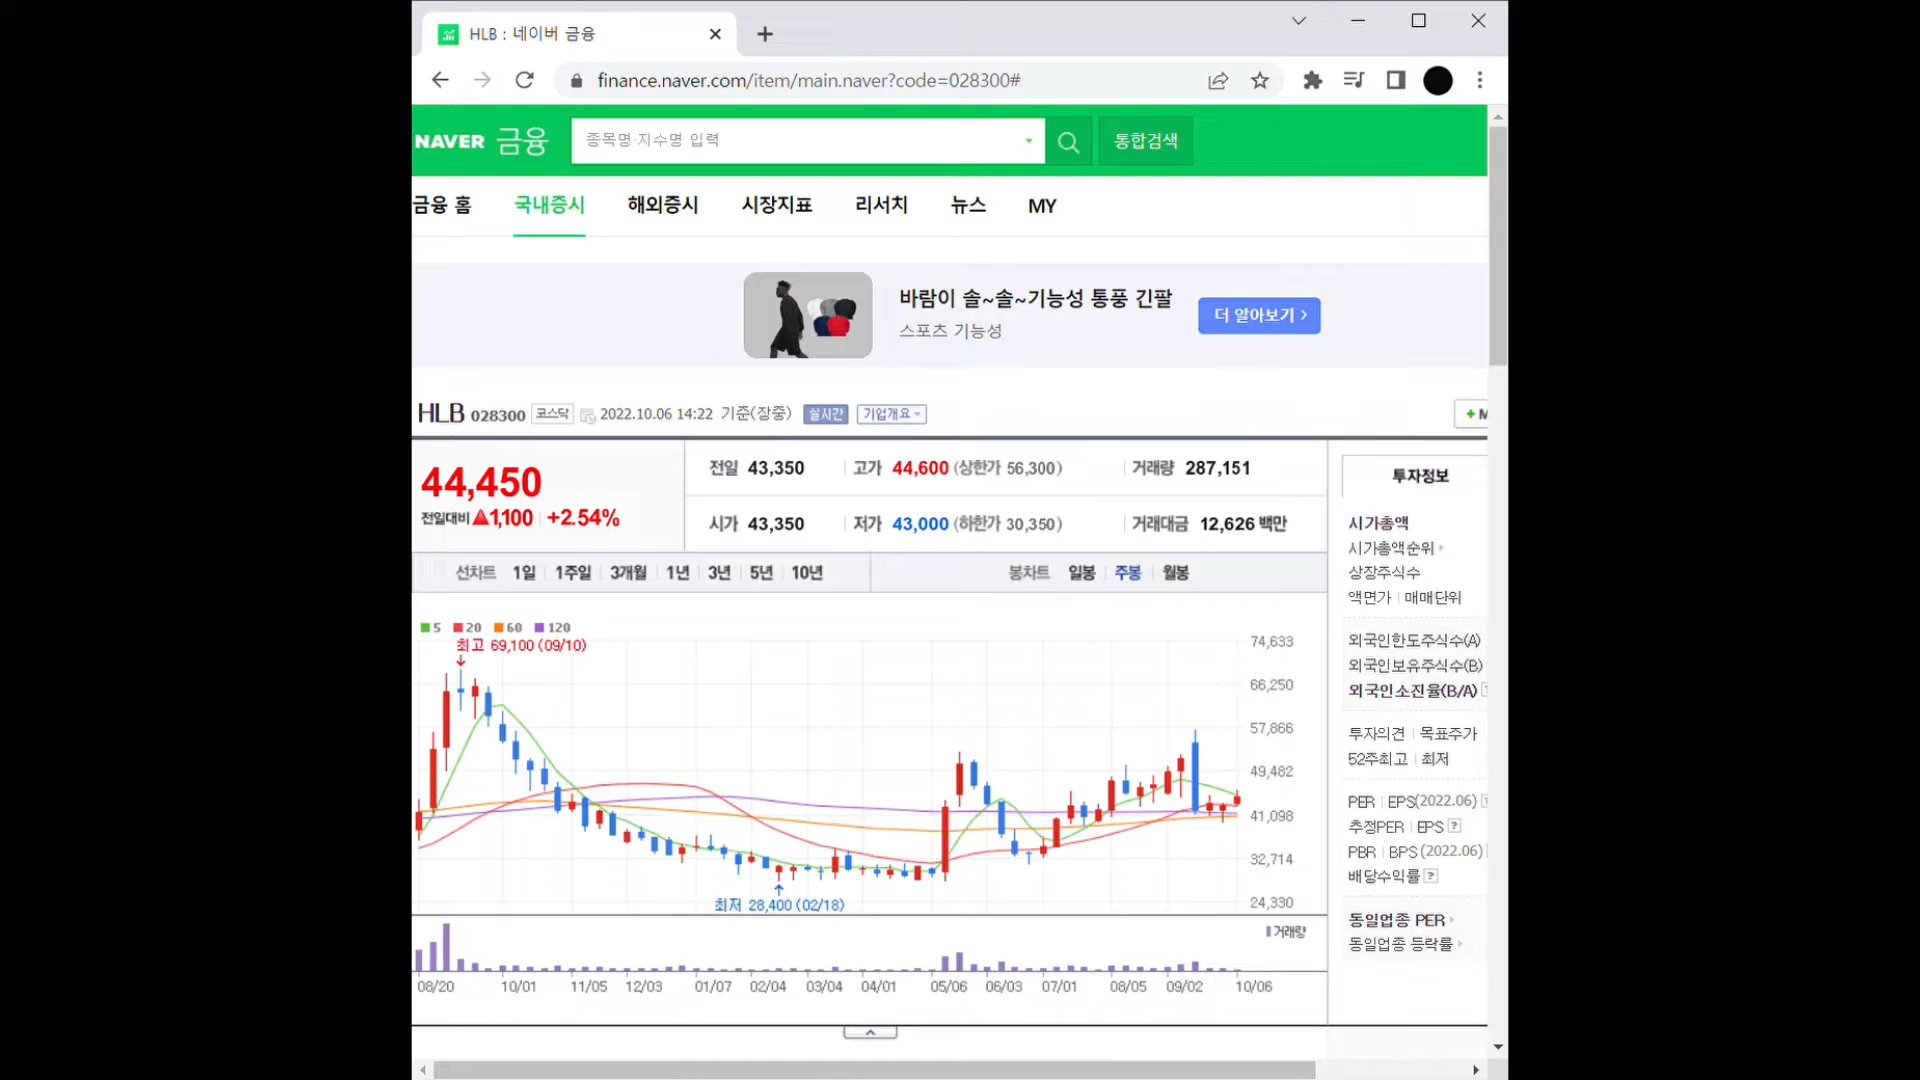 HLB : 네이버 금융
finance.naver.com/item/main.naver?code=028300#
NAVER 금융 종목명·지수명 입력 통합검색
금융 홈 국내증시 해외증시 시장지표 리서치 뉴스 MY
바람이 솔~솔~기능성 통풍 긴팔
스포츠 기능성
더 알아보기 >
HLB 028300 코스닥 2022.10.06 14:22 기준(장중) 실시간 기업개요 + M
44,450
전일대비 ▲1,100 +2.54%
전일 43,350 고가 44,600 (상한가 56,300) 거래량 287,151
시가 43,350 저가 43,000 (하한가 30,350) 거래대금 12,626 백만
선차트 1일 1주일 3개월 1년 3년 5년 10년 봉차트 일봉 주봉 월봉
5 20 60 120
최고 69,100 (09/10)
74,633
66,250
57,866
49,482
41,098
32,714
24,330
최저 28,400 (02/18)
거래량
08/20 10/01 11/05 12/03 01/07 02/04 03/04 04/01 05/06 06/03 07/01 08/05 09/02 10/06
투자정보
시가총액
시가총액순위
상장주식수
액면가 | 매매단위
외국인한도주식수(A)
외국인보유주식수(B)
외국인소진율(B/A)
투자의견 | 목표주가
52주최고 | 최저
PER | EPS(2022.06)
추정PER | EPS ?
PBR | BPS (2022.06)
배당수익률 ?
동일업종 PER
동일업종 등락률